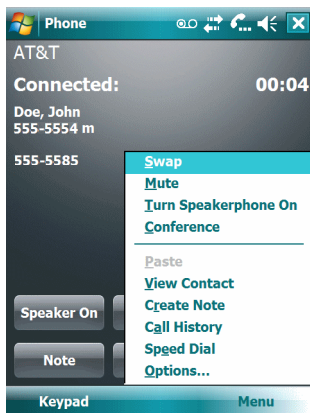 Phone
AT&T
Connected: 00:04
Doe, John
555-5554 m
555-5585
Swap
Mute
Turn Speakerphone On
Conference
Paste
View Contact
Create Note
Call History
Speed Dial
Options...
Speaker On
Note
Keypad Menu